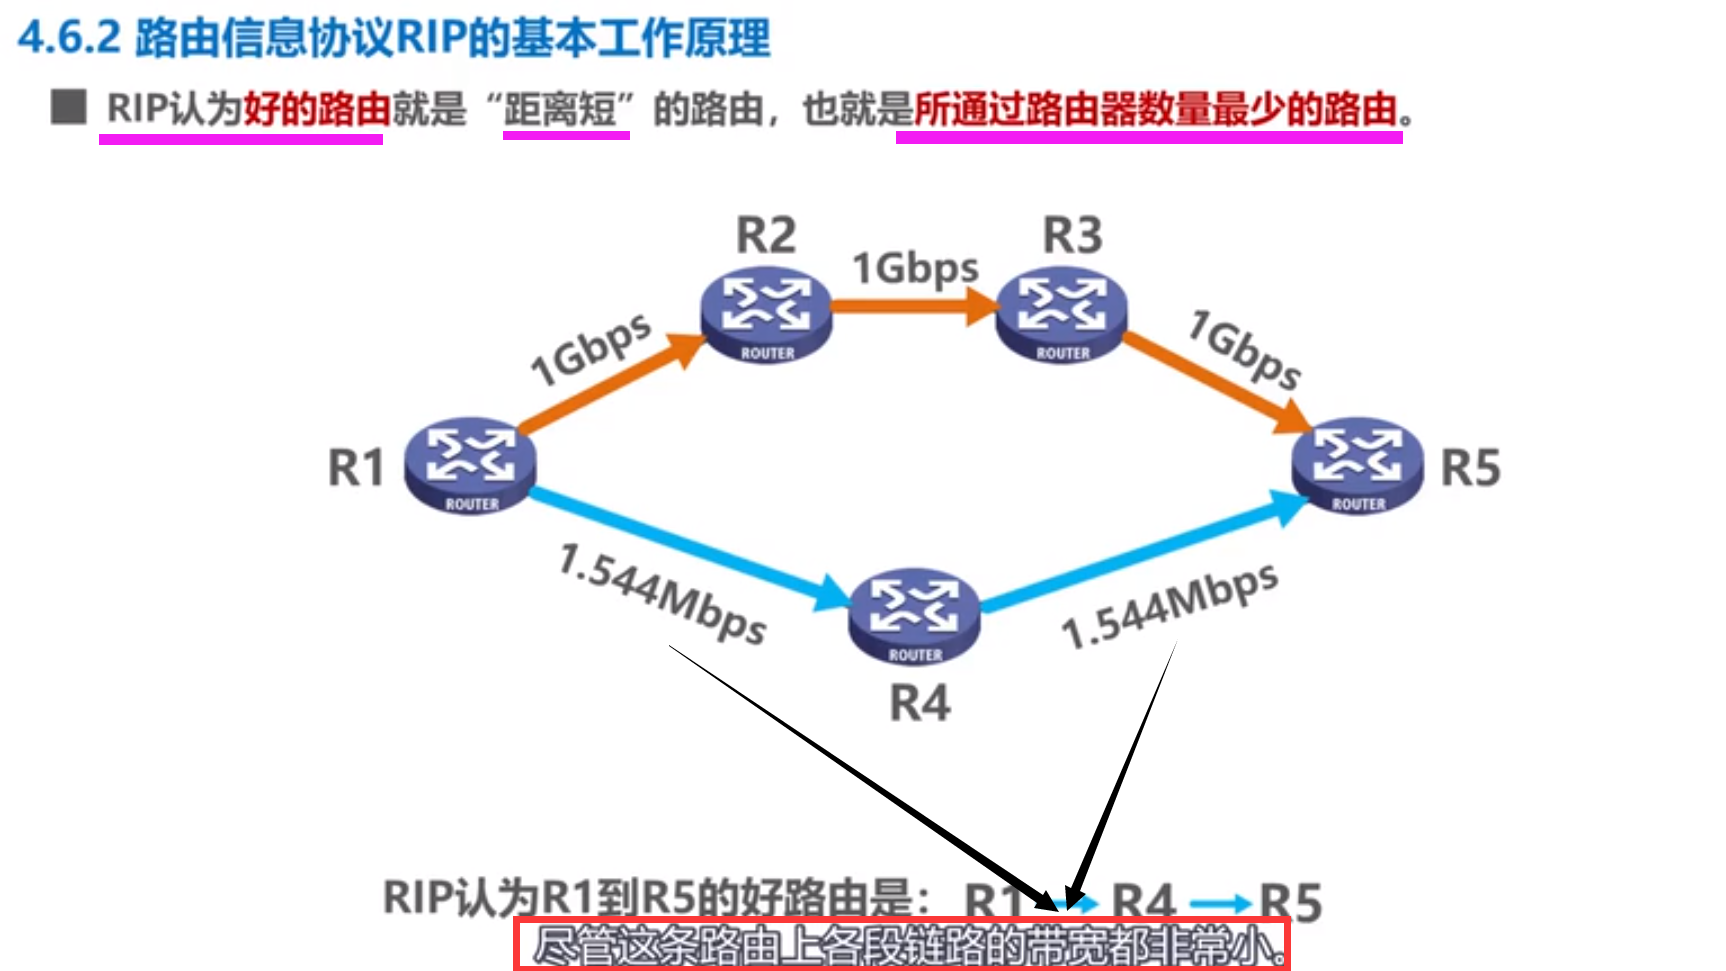 4.6.2 路由信息协议RIP的基本工作原理
RIP认为好的路由就是“距离短”的路由，也就是所通过路由器数量最少的路由。
R2
R3
1Gbps
1Gbps
1Gbps
ROUTER
ROUTER
R1
R5
ROUTER
ROUTER
1.544Mbps
1.544Mbps
ROUTER
R4
RIP认为R1到R5的好路由是： R1 R4 R5
尽管这条路由上各段链路的带宽都非常小。